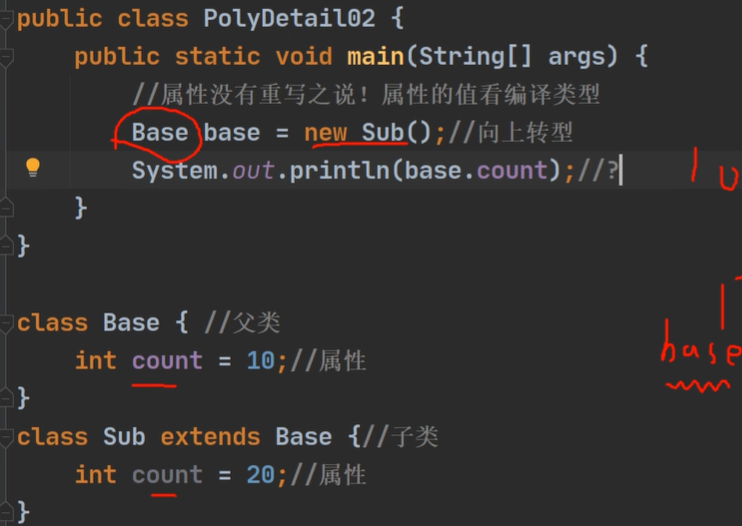 public class PolyDetail02 {
public static void main(String[] args) {
//属性没有重写之说！属性的值看编译类型
Base base = new Sub();//向上转型
System.out.println(base.count);//?
}
}
class Base { //父类
int count = 10;//属性
base
}
class Sub extends Base {//子类
int count = 20;//属性
}